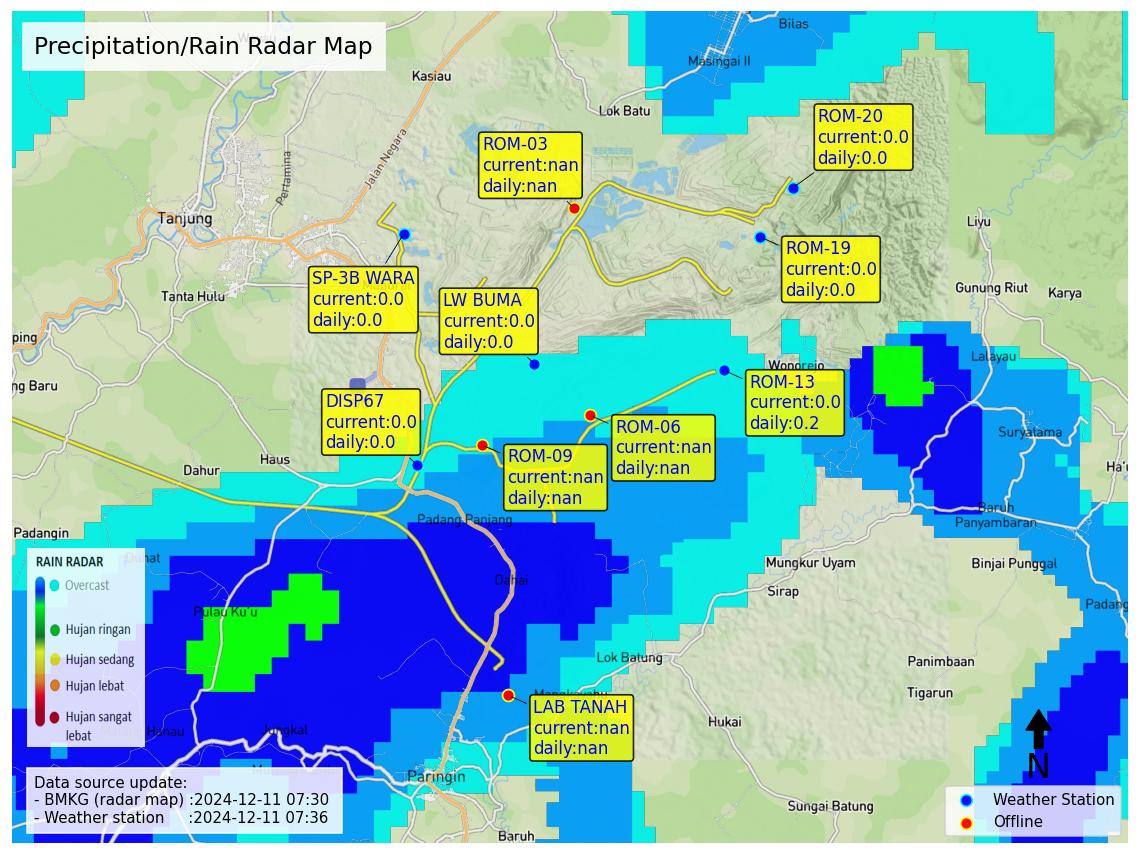 Precipitation/Rain Radar Map
Bilas
Masingai II
Kasiau
Lok Batu
Jalan Negara
Pertamina
Tanjung
Tanta Hulu
Liyu
Gunung Riut
Karya
Lalayau
Wonorejo
Suryatama
Baruh
Panyambaran
Binjai Punggal
Mungkur Uyam
Sirap
Panimbaan
Tigarun
Hukai
Sungai Batung
Lok Batung
Mangkayahu
Baruh
Paringin
Jungkal
Dahai
Padang Panjang
Pulau Ku'u
Haus
Dahur
Padangin
ng Baru
ping
Padang
Ha'u
ROM-20
current:0.0
daily:0.0
ROM-03
current:nan
daily:nan
ROM-19
current:0.0
daily:0.0
SP-3B WARA
current:0.0
daily:0.0
LW BUMA
current:0.0
daily:0.0
ROM-13
current:0.0
daily:0.2
DISP67
current:0.0
daily:0.0
ROM-06
current:nan
daily:nan
ROM-09
current:nan
daily:nan
LAB TANAH
current:nan
daily:nan
RAIN RADAR
Overcast
Hujan ringan
Hujan sedang
Hujan lebat
Hujan sangat
lebat
Data source update:
- BMKG (radar map) :2024-12-11 07:30
- Weather station :2024-12-11 07:36
N
Weather Station
Offline